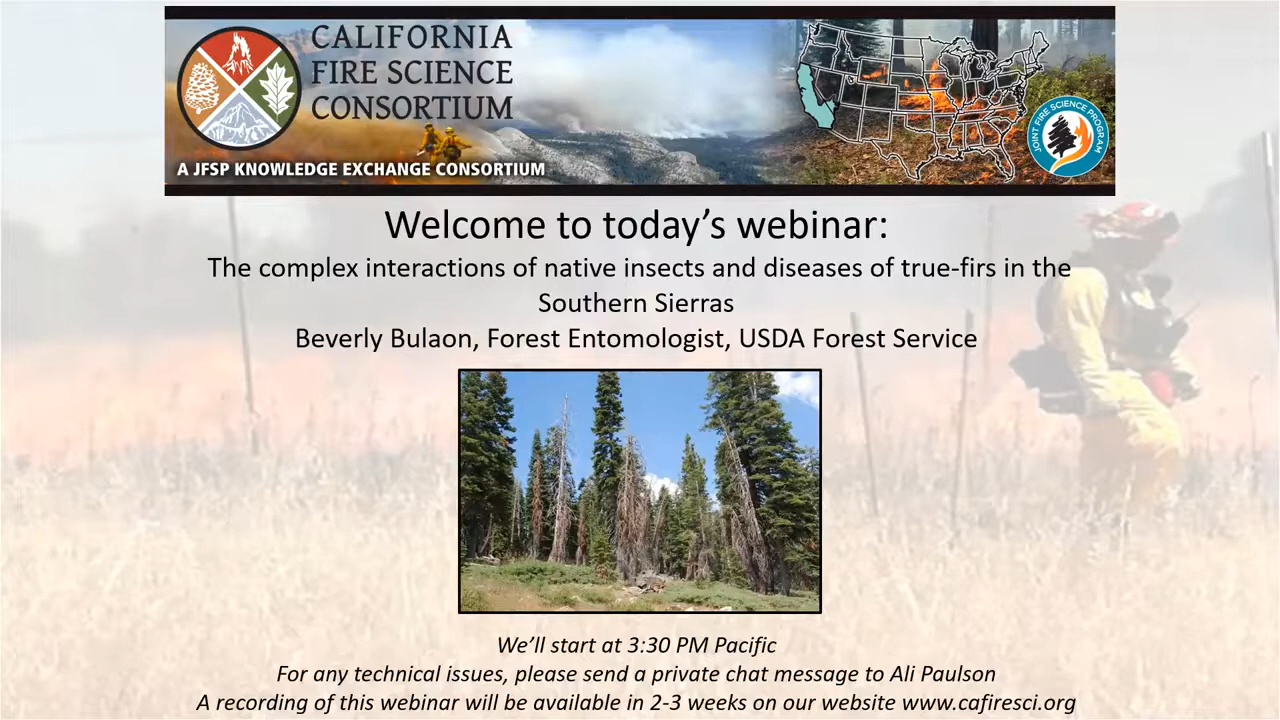 CALIFORNIA
FIRE SCIENCE
CONSORTIUM
A JFSP KNOWLEDGE EXCHANGE CONSORTIUM
JOINT FIRE SCIENCE PROGRAM
Welcome to today’s webinar:
The complex interactions of native insects and diseases of true-firs in the
Southern Sierras
Beverly Bulaon, Forest Entomologist, USDA Forest Service
We’ll start at 3:30 PM Pacific
For any technical issues, please send a private chat message to Ali Paulson
A recording of this webinar will be available in 2-3 weeks on our website www.cafiresci.org